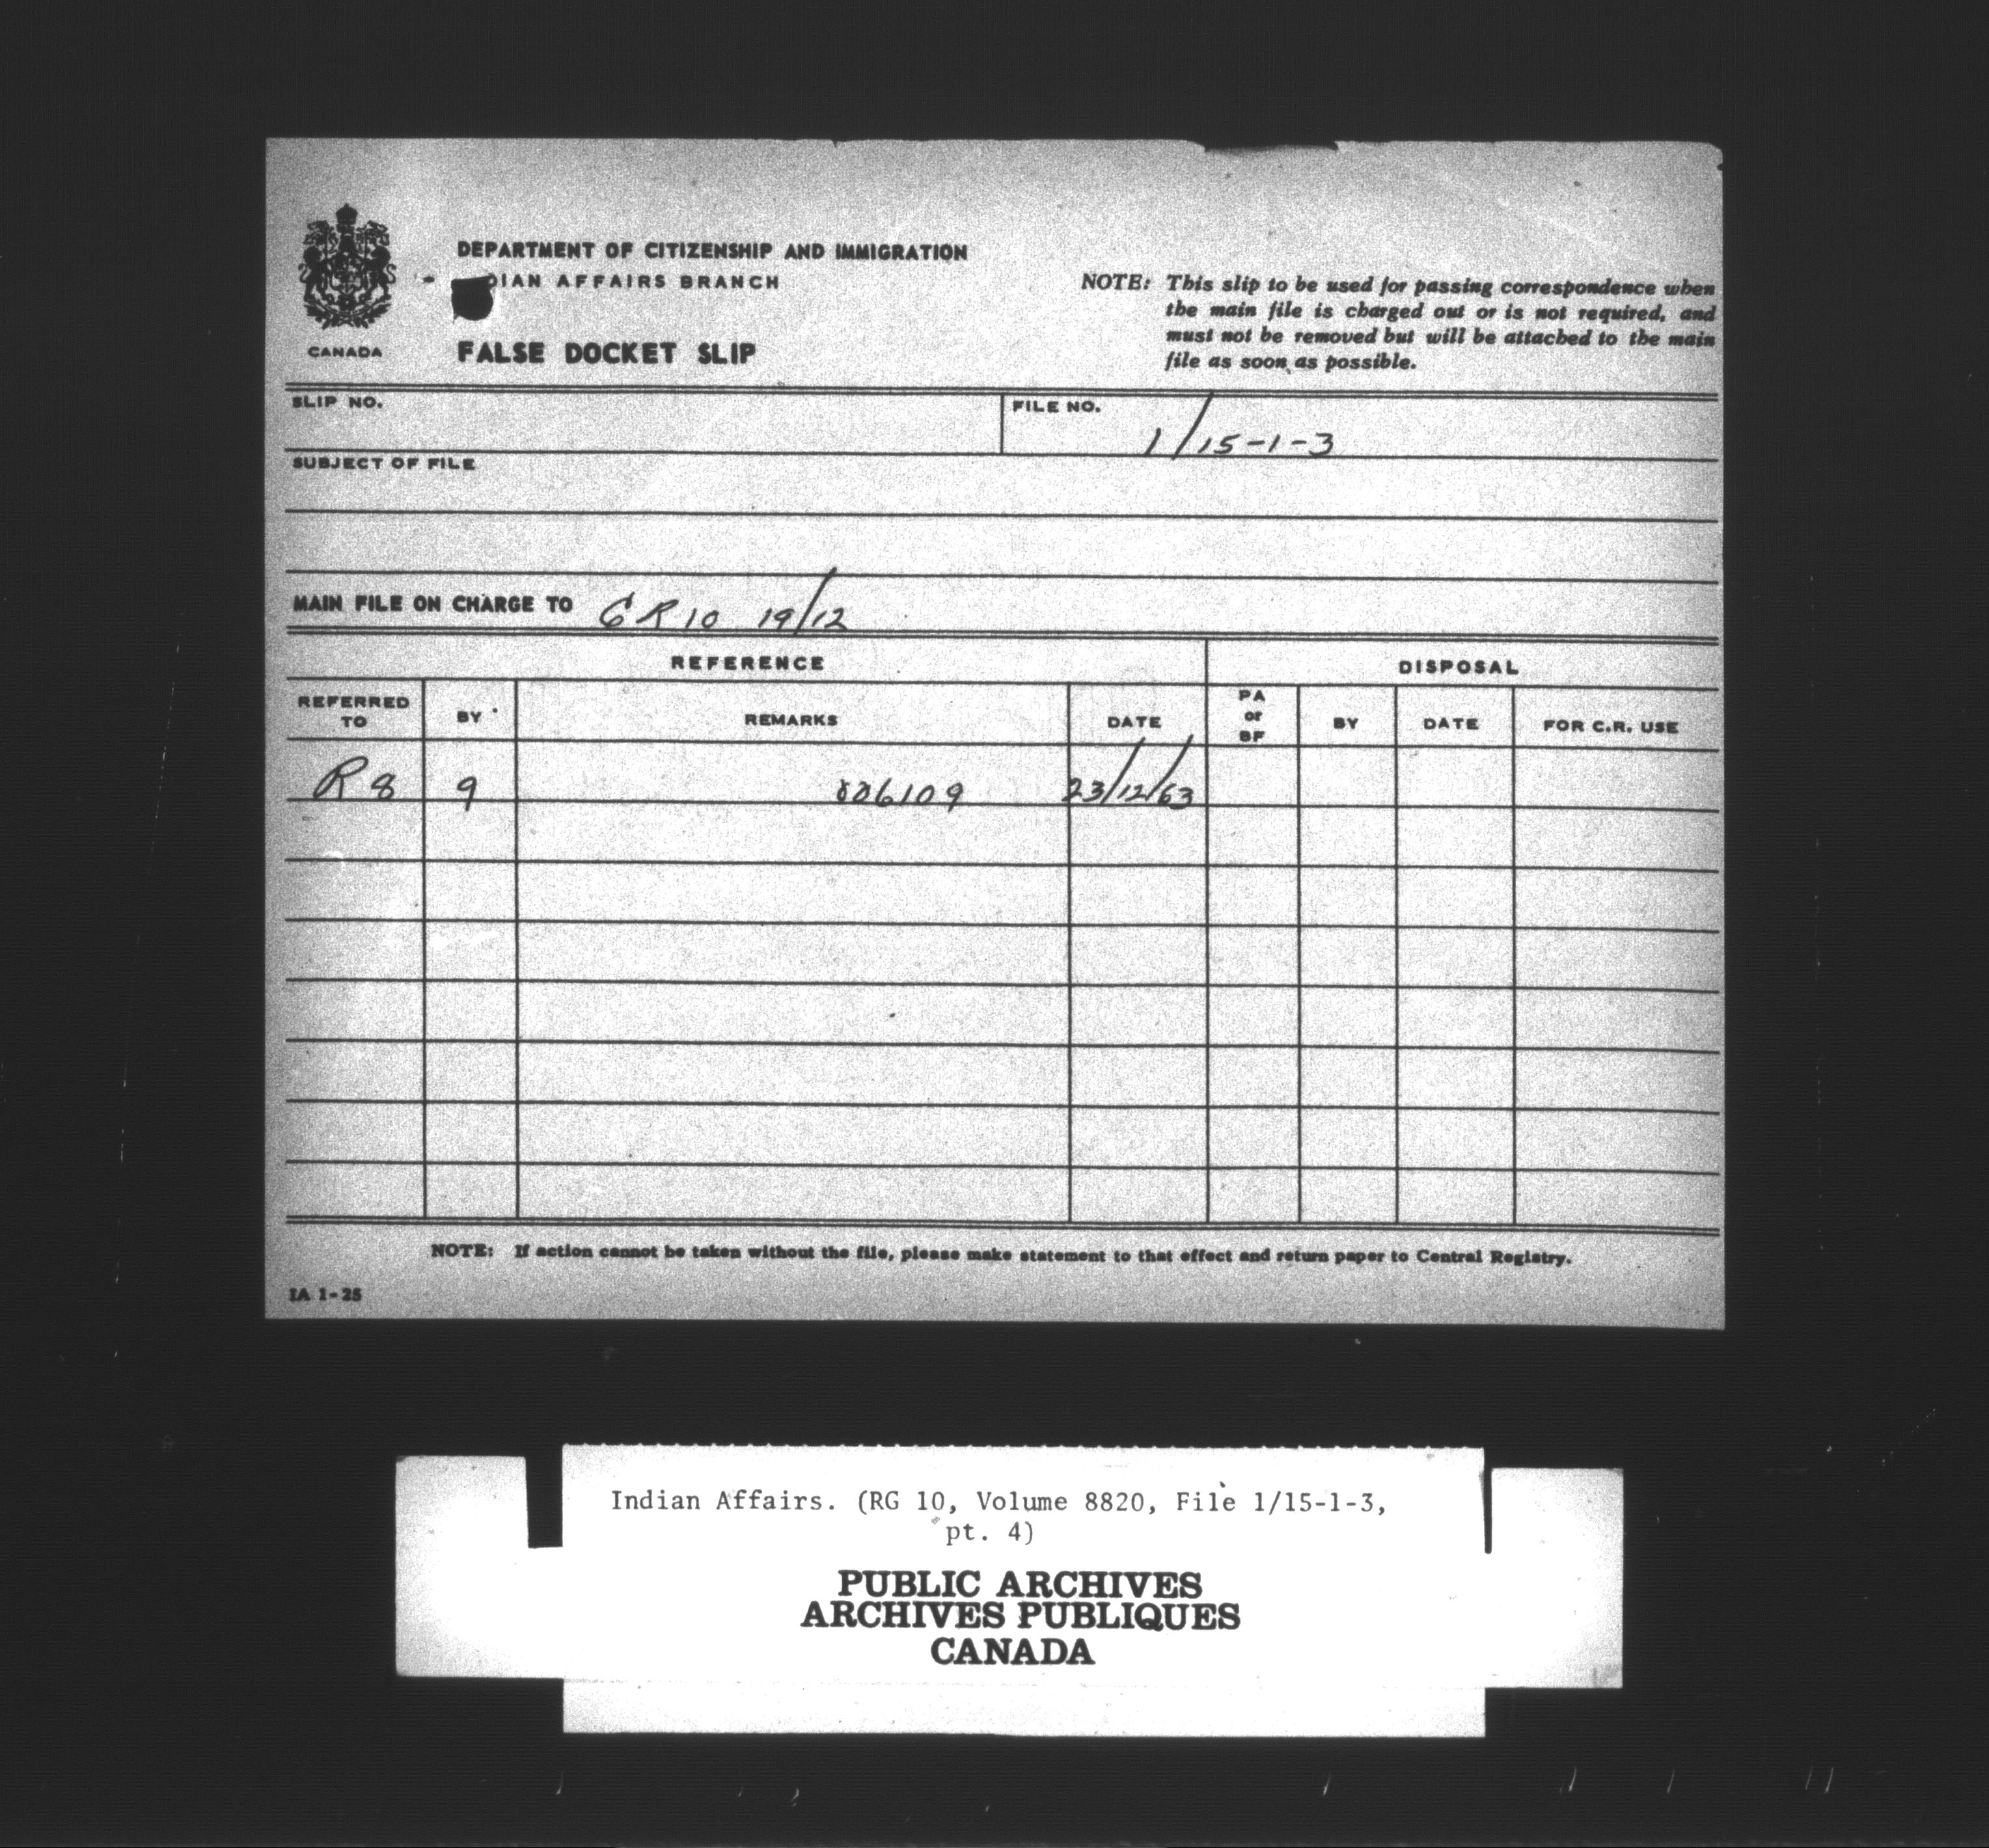 DEPARTMENT OF CITIZENSHIP AND IMMIGRATION
DIAN AFFAIRS BRANCH
CANADA
FALSE DOCKET SLIP
NOTE: This slip to be used for passing correspondence when
the main file is charged out or is not required, and
must not be removed but will be attached to the main
file as soon as possible.
SLIP NO.
FILE NO.
1/15-1-3
SUBJECT OF FILE
MAIN FILE ON CHARGE TO
R10 19/12
REFERENCE
DISPOSAL
REFERRED
TO
BY
REMARKS
DATE
PA
or
BF
BY
DATE
FOR C.R. USE
R8 9 23/12/63
NOTE: If action cannot be taken without the file, please make statement to that effect and return paper to Central Registry.
IA 1-25
Indian Affairs. (RG 10, Volume 8820, File 1/15-1-3,
pt. 4)
PUBLIC ARCHIVES
ARCHIVES PUBLIQUES
CANADA